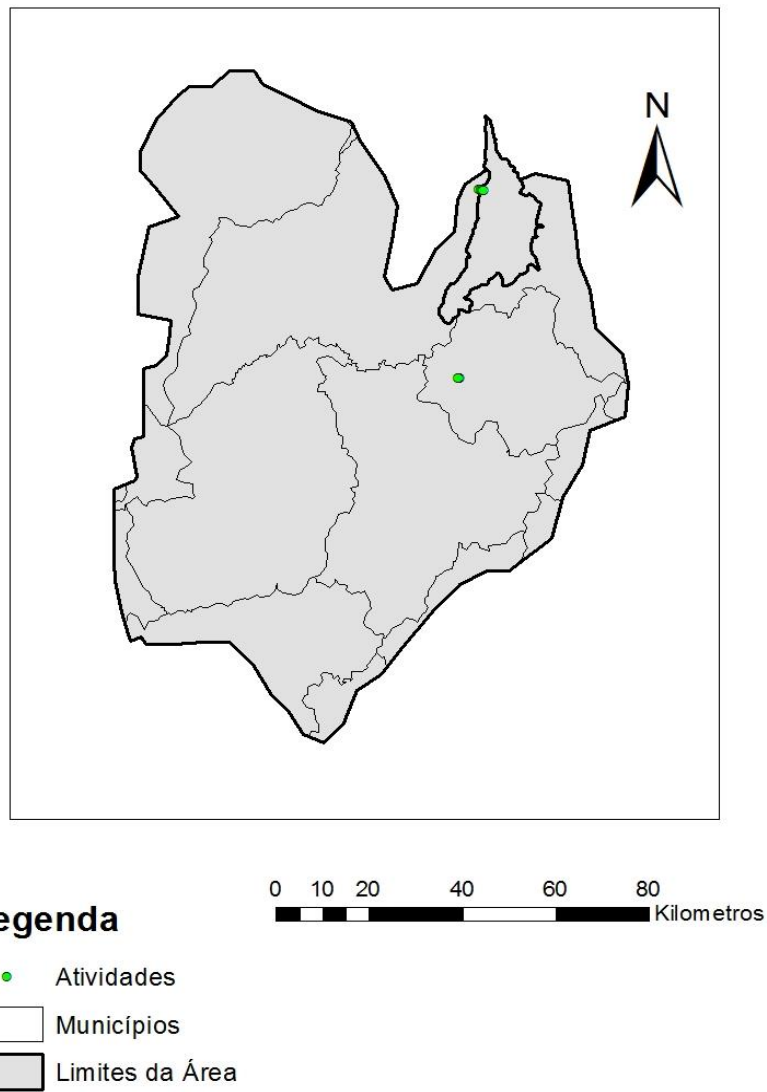 N
0 10 20 40 60 80
Kilometros
egenda
Atividades
Municípios
Limites da Área